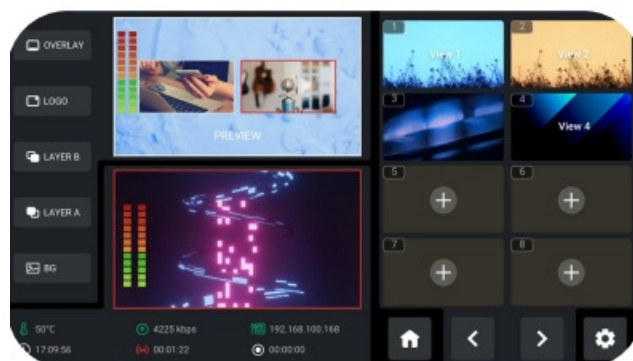 OVERLAY
LOGO
LAYER B
LAYER A
BG
PREVIEW
1
View 1
2
View 2
3
4
View 4
5
6
7
8
50°C
4225 kbps
192.168.100.168
17:09:56
00:01:22
00:00:00